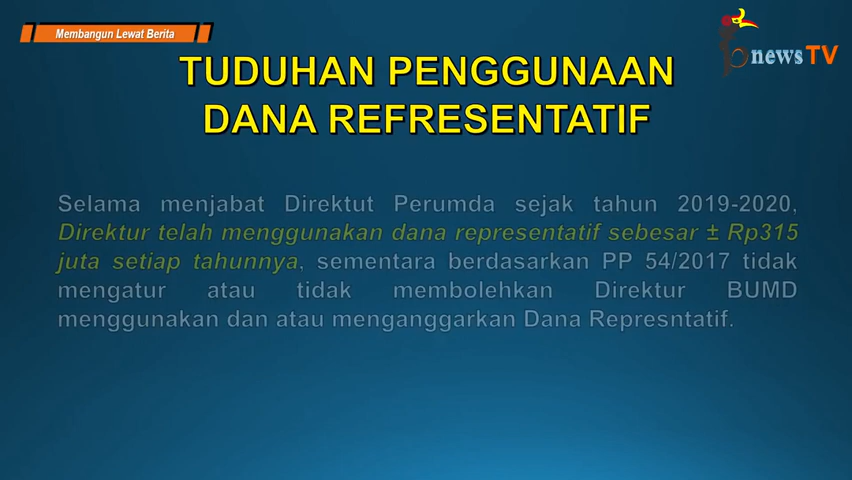 Membangun Lewat Berita
newsTV
TUDUHAN PENGGUNAAN
DANA REFRESENTATIF
Selama menjabat Direktut Perumda sejak tahun 2019-2020,
Direktur telah menggunakan dana representatif sebesar ± Rp315
juta setiap tahunnya, sementara berdasarkan PP 54/2017 tidak
mengatur atau tidak membolehkan Direktur BUMD
menggunakan dan atau menganggarkan Dana Represntatif.